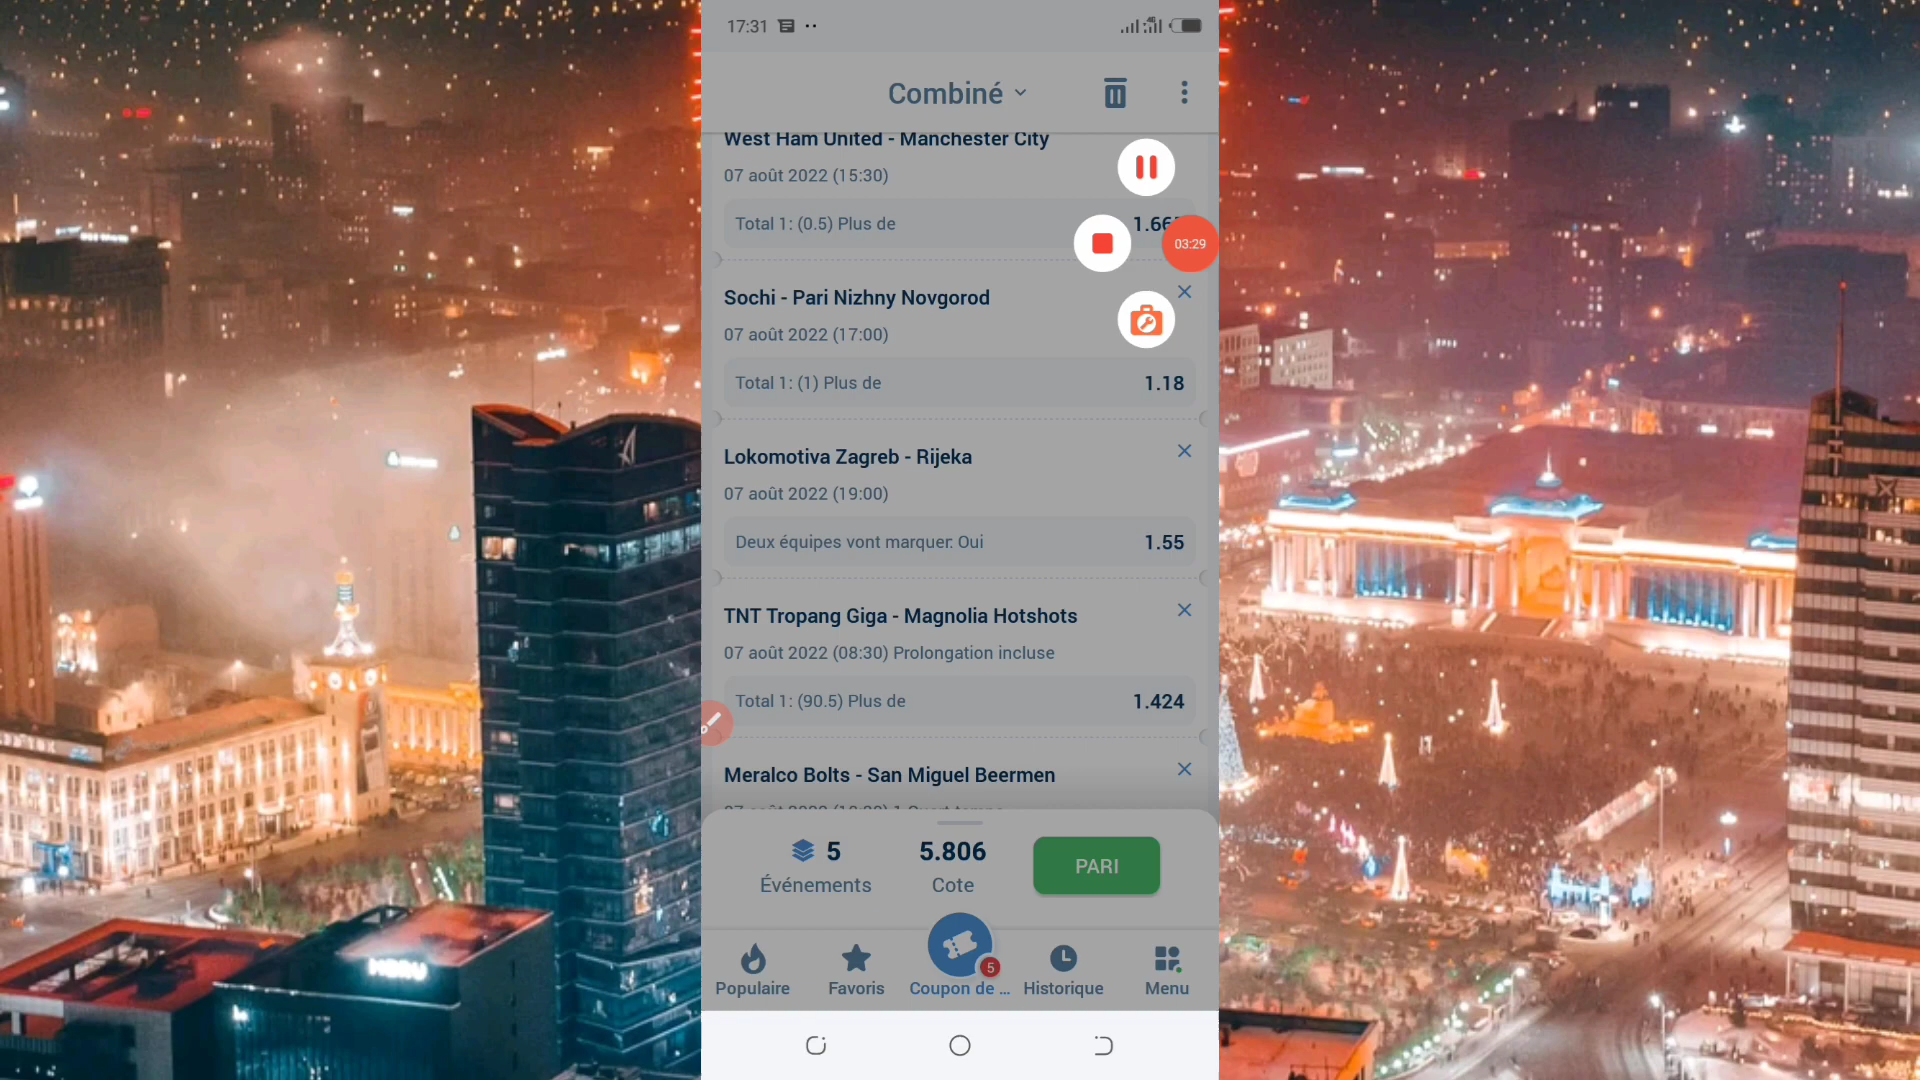 17:31
Combiné
West Ham United - Manchester City
07 août 2022 (15:30)
Total 1: (0.5) Plus de
1.66
03:29
Sochi - Pari Nizhny Novgorod
07 août 2022 (17:00)
Total 1: (1) Plus de
1.18
Lokomotiva Zagreb - Rijeka
07 août 2022 (19:00)
Deux équipes vont marquer: Oui
1.55
TNT Tropang Giga - Magnolia Hotshots
07 août 2022 (08:30) Prolongation incluse
Total 1: (90.5) Plus de
1.424
Meralco Bolts - San Miguel Beermen
5
Événements
5.806
Cote
PARI
Populaire
Favoris
5
Coupon de ...
Historique
Menu